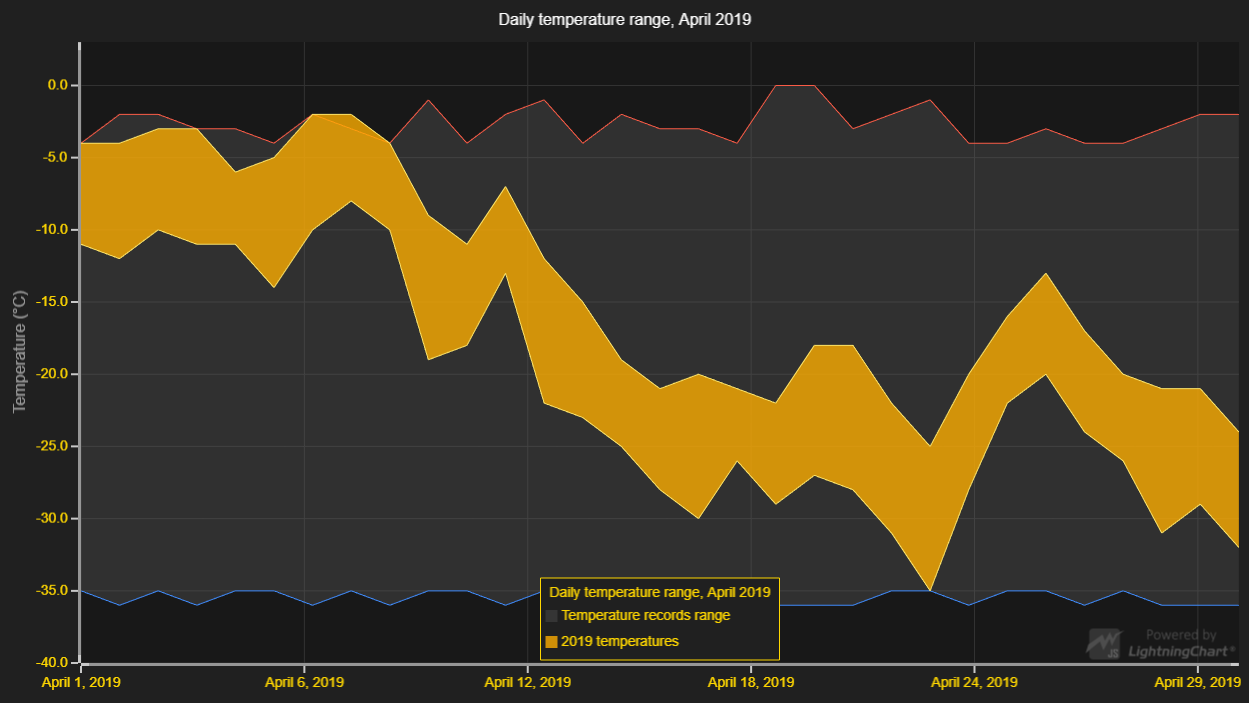 Daily temperature range, April 2019
Temperature (°C)
0.0
-5.0
-10.0
-15.0
-20.0
-25.0
-30.0
-35.0
-40.0
Daily temperature range, April 2019
Temperature records range
2019 temperatures
Powered by
JS LightningChart®
April 1, 2019
April 6, 2019
April 12, 2019
April 18, 2019
April 24, 2019
April 29, 2019